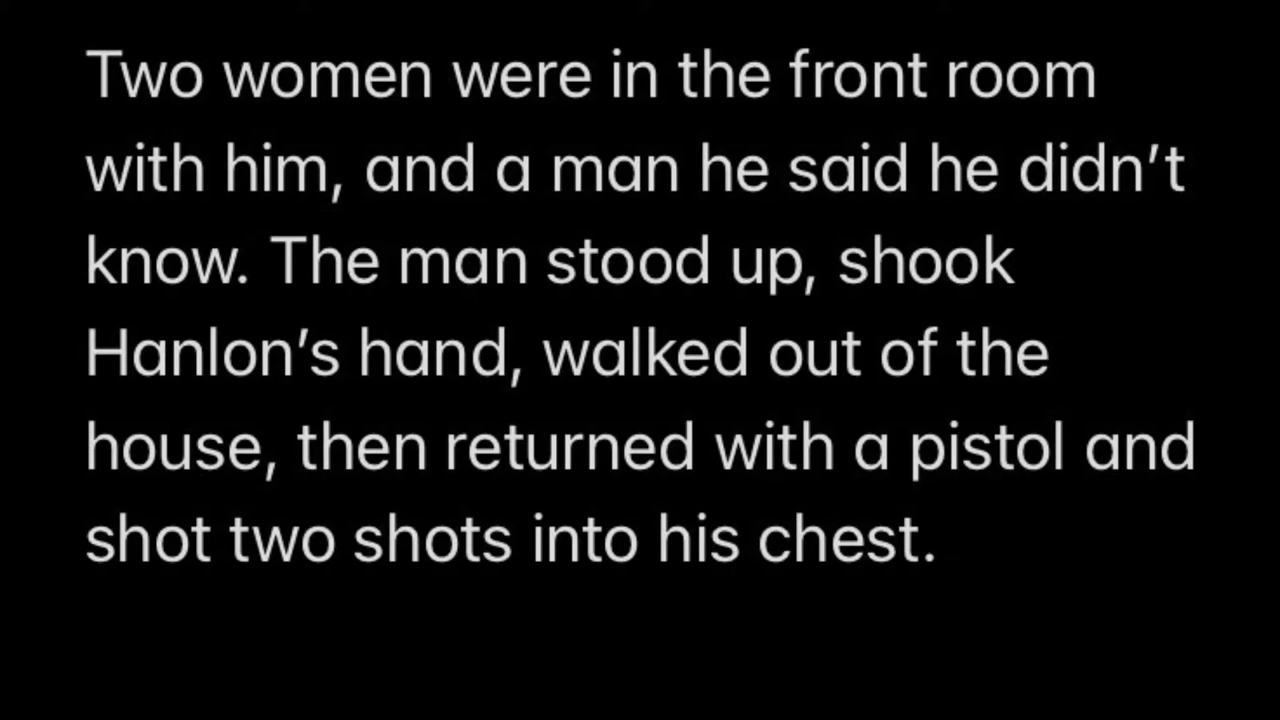 Two women were in the front room
with him, and a man he said he didn’t
know. The man stood up, shook
Hanlon’s hand, walked out of the
house, then returned with a pistol and
shot two shots into his chest.